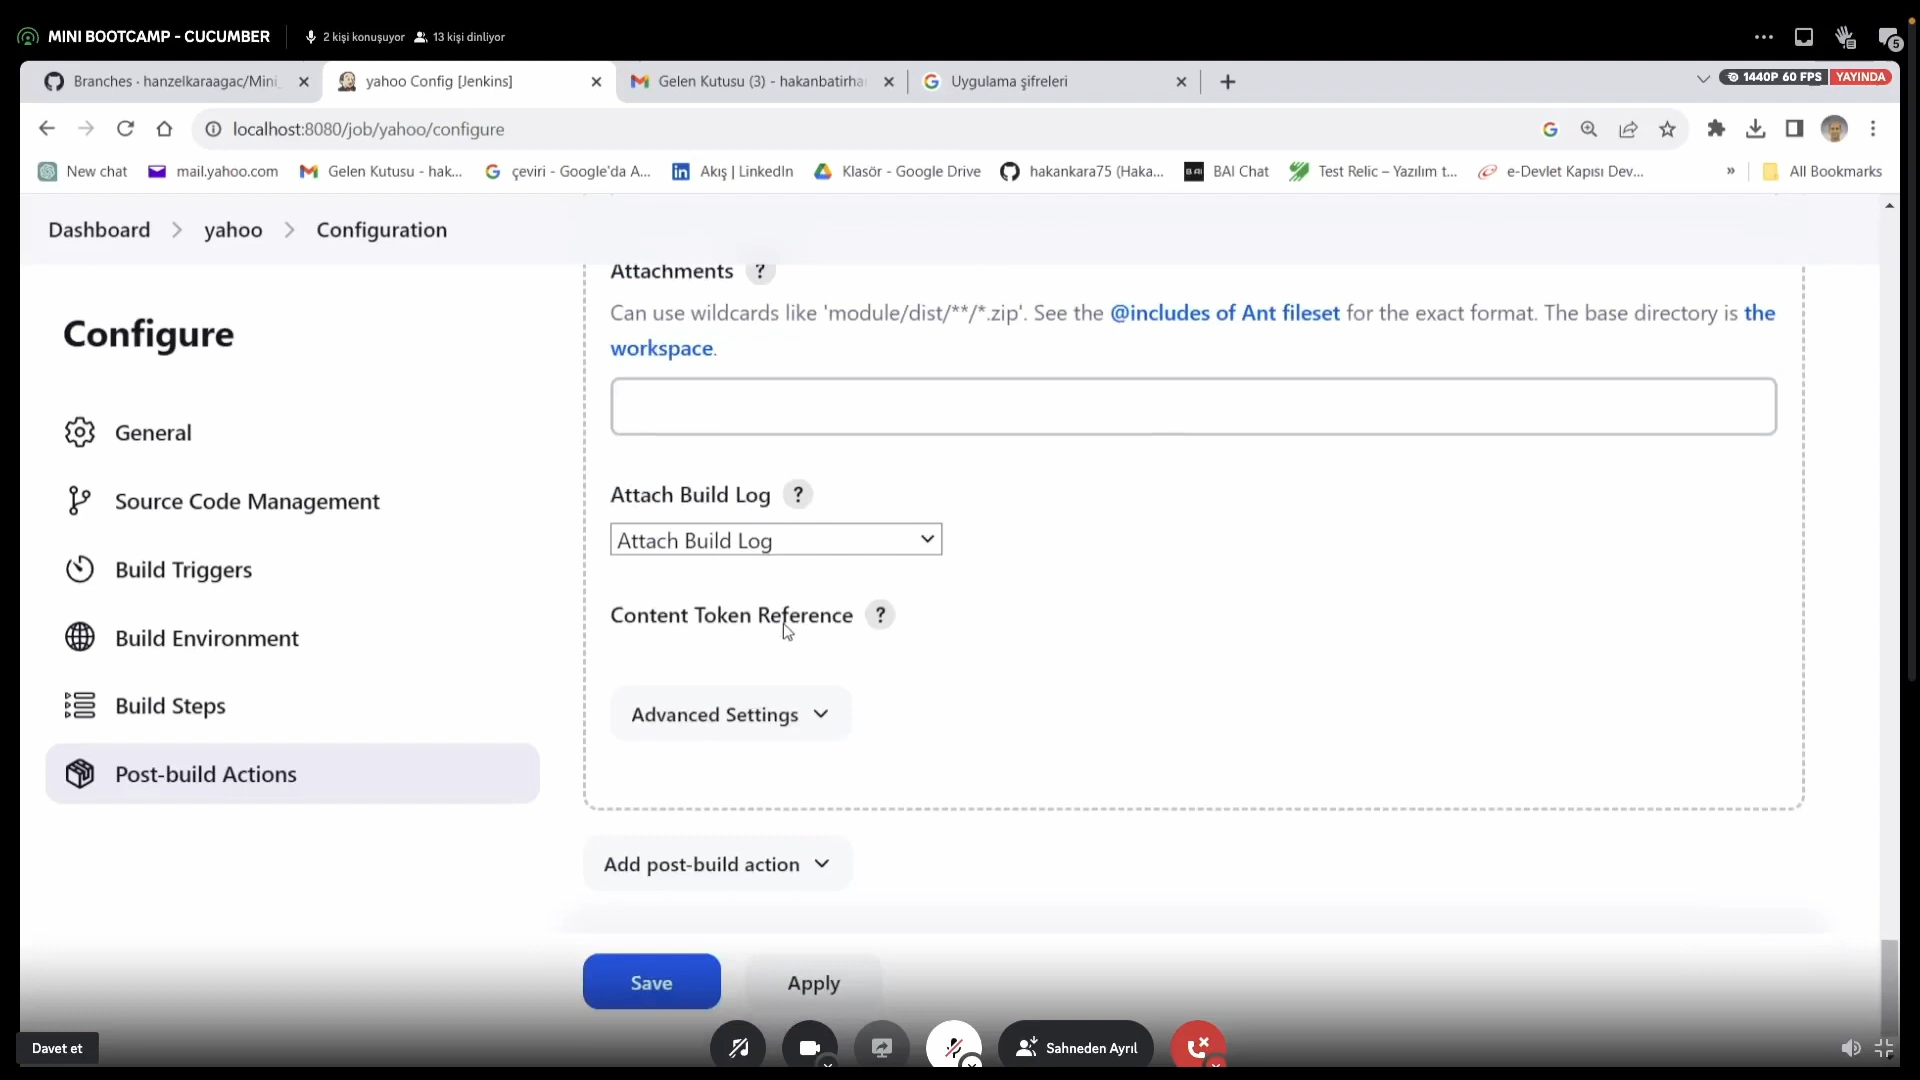 MINI BOOTCAMP - CUCUMBER
2 kişi konuşuyor
13 kişi dinliyor
5
Branches · hanzelkaraagac/Mini_
yahoo Config [Jenkins]
Gelen Kutusu (3) - hakanbatirha
Uygulama şifreleri
1440P 60 FPS
YAYINDA
localhost:8080/job/yahoo/configure
New chat
mail.yahoo.com
Gelen Kutusu - hak...
çeviri - Google'da A...
Akış | LinkedIn
Klasör - Google Drive
hakankara75 (Haka...
BAI Chat
Test Relic – Yazılım t...
e-Devlet Kapısı Dev...
»
All Bookmarks
Dashboard > yahoo > Configuration
Configure
General
Source Code Management
Build Triggers
Build Environment
Build Steps
Post-build Actions
Attachments ?
Can use wildcards like 'module/dist/**/*.zip'. See the @includes of Ant fileset for the exact format. The base directory is the
workspace.
Attach Build Log ?
Attach Build Log
Content Token Reference ?
Advanced Settings
Add post-build action
Save
Apply
Davet et
Sahneden Ayrıl